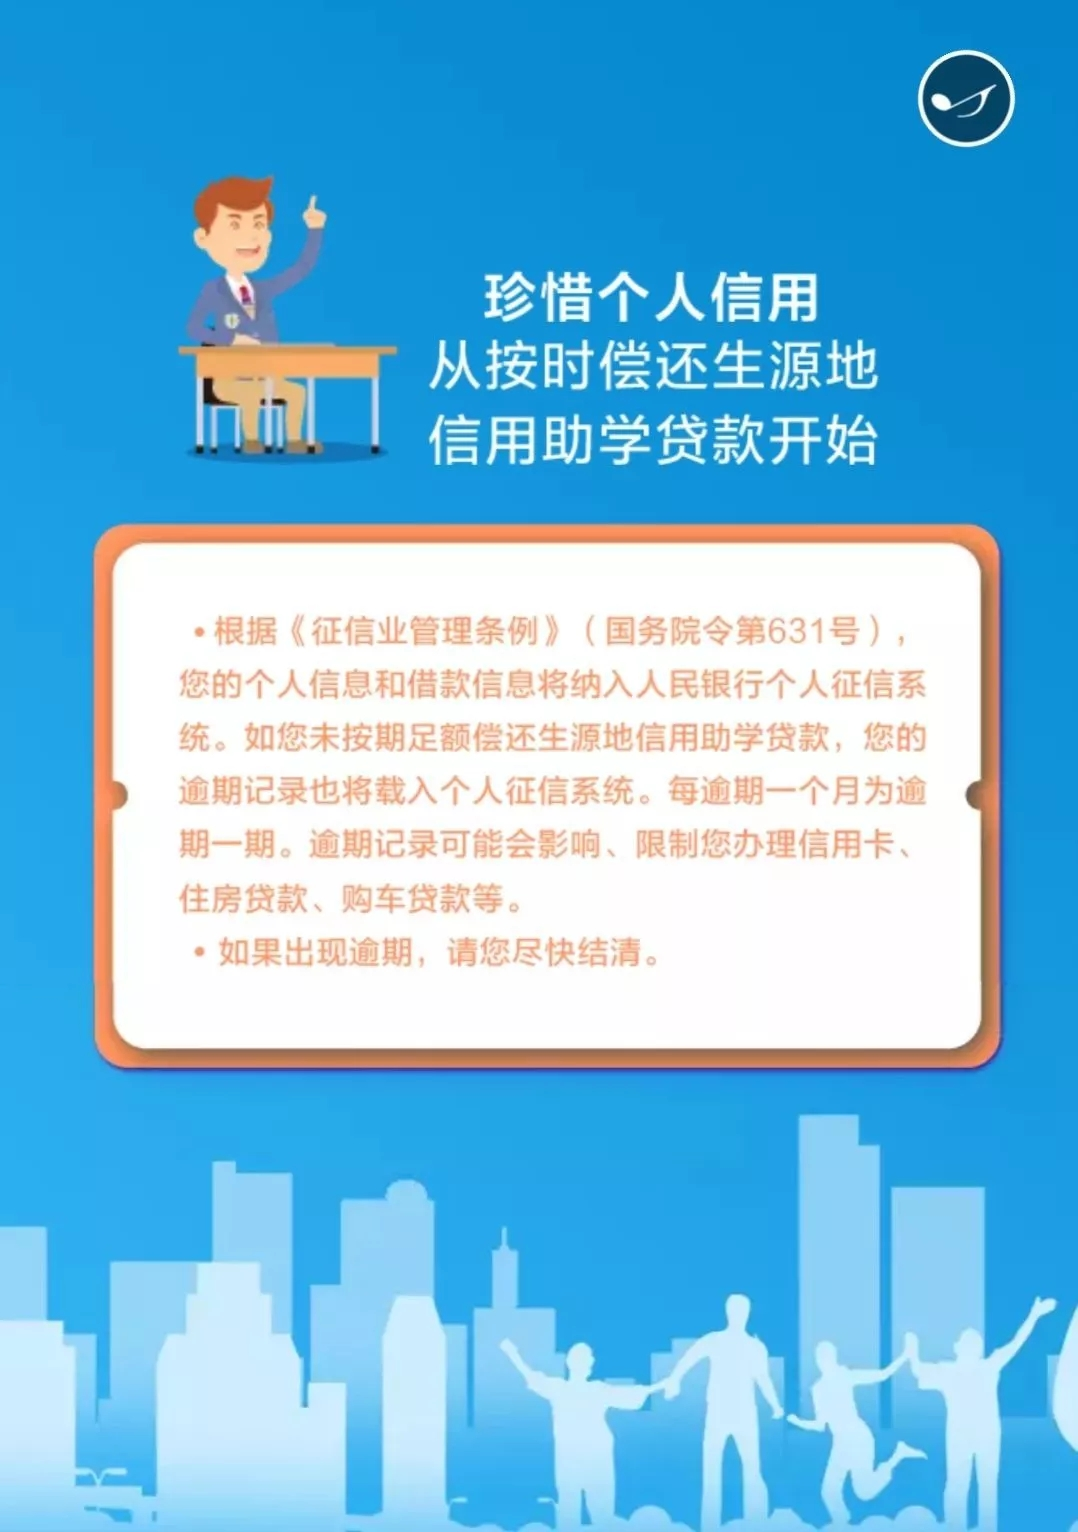 珍惜个人信用
从按时偿还生源地
信用助学贷款开始
•根据《征信业管理条例》（国务院令第631号），
您的个人信息和借款信息将纳入人民银行个人征信系
统。如您未按期足额偿还生源地信用助学贷款，您的
逾期记录也将载入个人征信系统。每逾期一个月为逾
期一期。逾期记录可能会影响、限制您办理信用卡、
住房贷款、购车贷款等。
•如果出现逾期，请您尽快结清。